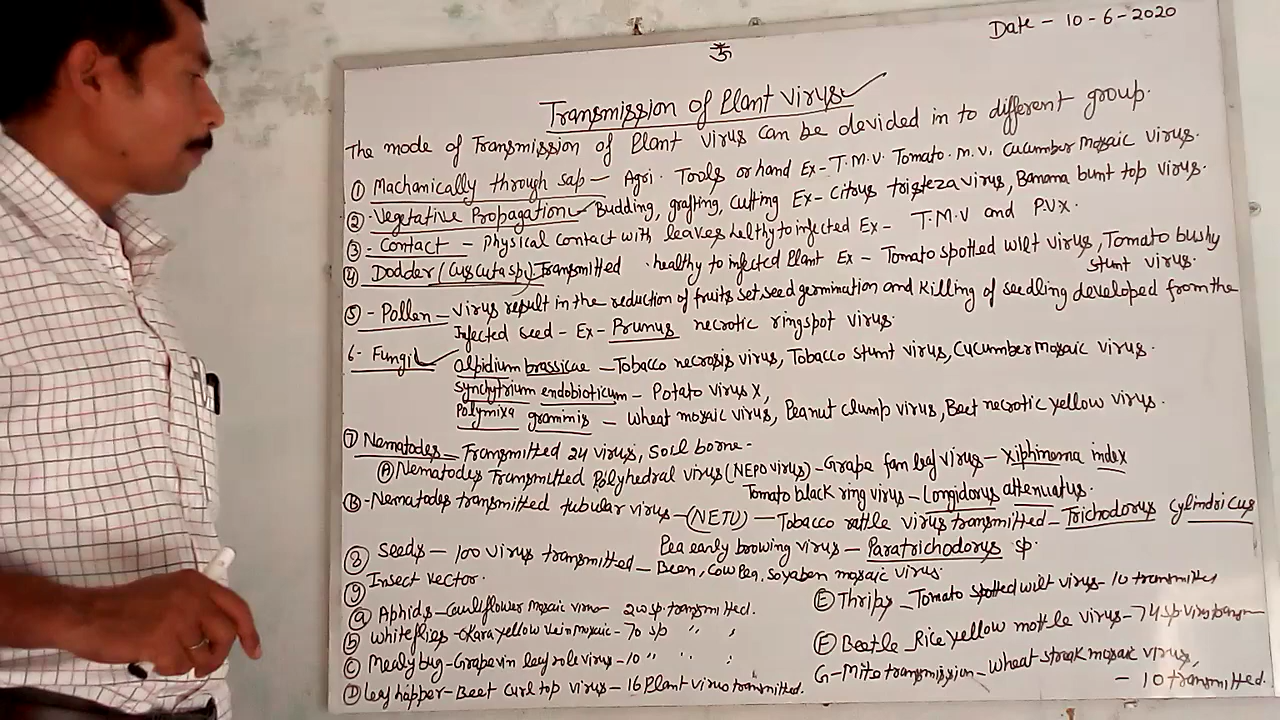 Date - 10-6-2020
ॐ
Transmission of Plant virus
The mode of Transmission of Plant virus can be devided in to different group.
① Machanically through sap - Agri. Tools or hand Ex- T.M.V. Tomato. m.v. Cucumber mosaic virus.
② Vegetative Propagation - Budding, grafting, Cutting Ex- Citrus tristeza virus, Banana bunt top virus.
③ - Contact - Physical contact with leaves helthy to infected Ex- T.M.V and P.V.X.
④ Dodder (Cuscuta sp) Transmitted healthy to infected Plant Ex - Tomato spotted wilt virus, Tomato bushy
stunt virus.
⑤ - Pollen - virus result in the reduction of fruits set, seed germination and killing of seedling developed from the
Infected seed - Ex- Prunus necrotic ringspot virus.
6- Fungi olpidium brassicae - Tobacco necrosis virus, Tobacco stunt virus, Cucumber mosaic virus.
synchytrium endobioticum - Potato virus X,
Polymixa grammis - wheat mosaic virus, Peanut clump virus, Beet necrotic yellow virus.
⑦ Nematodes - Transmitted 24 virus, Soil borne -
Ⓐ Nematodes Transmitted Polyhedral virus (NEPO virus) - Grape fan leaf virus - Xiphinema index
Tomato black ring virus - Longidorus attenuatus.
Ⓑ - Nematodes transmitted tubular virus - (NETU) - Tobacco rattle virus transmitted - Trichodorus cylindricus
Pea early browing virus - Paratrichodorus sp.
⑧ Seeds - 100 virus transmitted - Been, Cow Pea, Soyaben mosaic virus.
⑨ Insect vector.
ⓐ Aphids - Cauliflower mosaic virus 200 sp. transmitted.
ⓑ whiteflies - Okara yellow vein mosaic - 70 sp " "
Ⓒ Mealy bug - Grapevin leaf role virus - 10 " " "
Ⓓ Leaf happer - Beet Curl top virus - 16 Plant virus transmitted.
Ⓔ Thrips - Tomato spotted wilt virus - 10 transmitted
Ⓕ Beetle Rice yellow mottle virus - 74 sp virus
G - Mite transmission - wheat streak mosaic virus,
- 10 transmitted.